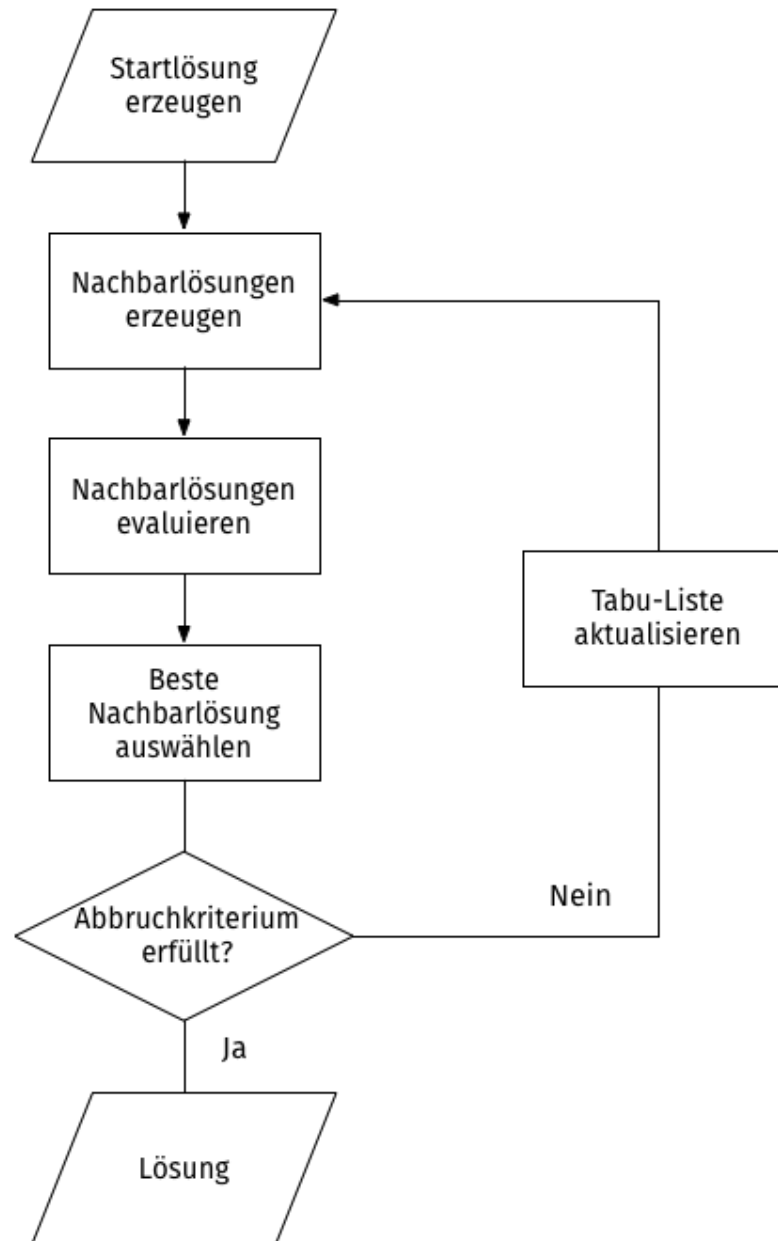 Startlösung
erzeugen
Nachbarlösungen
erzeugen
Nachbarlösungen
evaluieren
Tabu-Liste
aktualisieren
Beste
Nachbarlösung
auswählen
Abbruchkriterium
erfüllt?
Nein
Ja
Lösung